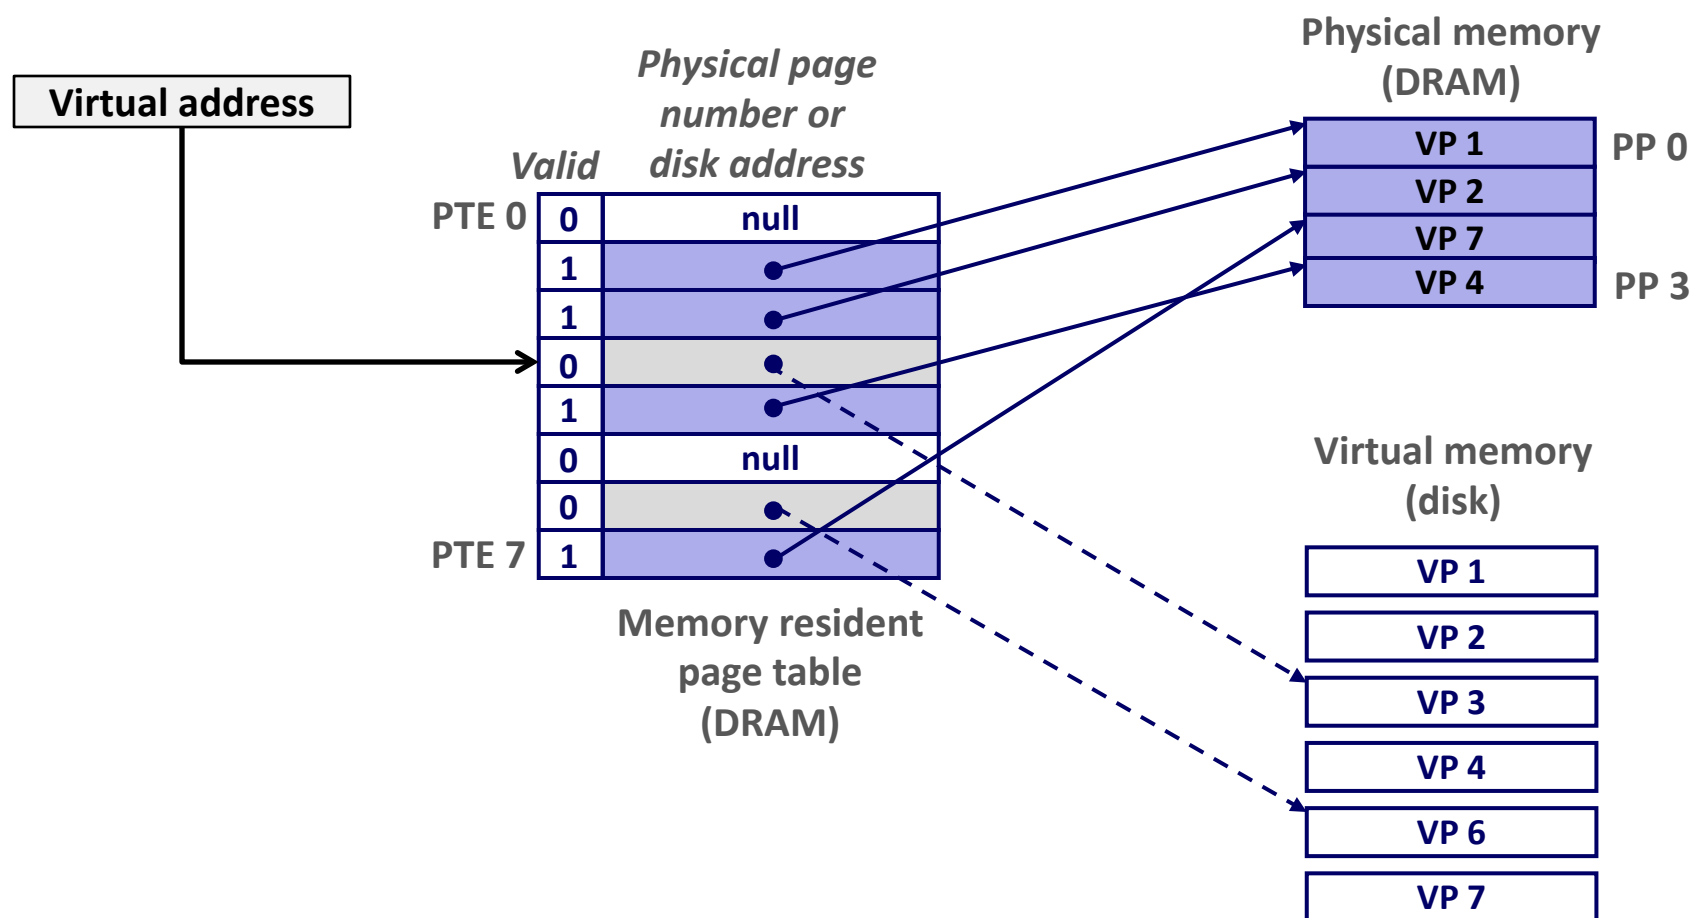 Virtual address
Physical page
number or
disk address
Valid
PTE 0
0
null
1
1
0
1
0
null
0
PTE 7
1
Memory resident
page table
(DRAM)
Physical memory
(DRAM)
VP 1
PP 0
VP 2
VP 7
VP 4
PP 3
Virtual memory
(disk)
VP 1
VP 2
VP 3
VP 4
VP 6
VP 7